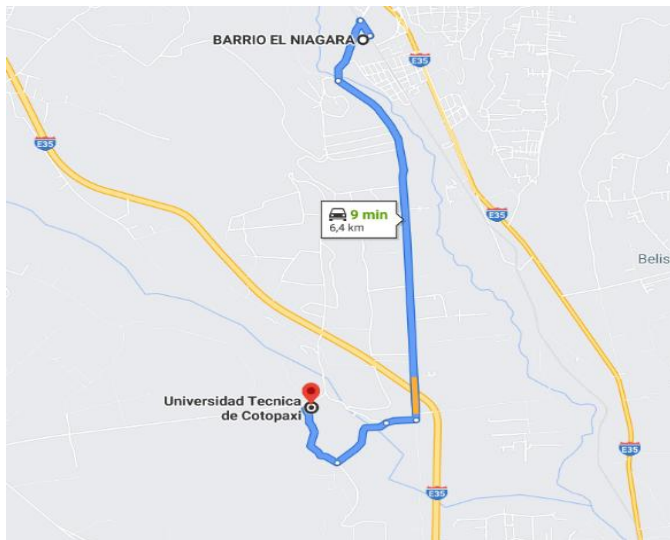 BARRIO EL NIAGARA
E35
E35
9 min
6,4 km
E35
Belis
Universidad Tecnica
de Cotopaxi
E35
E35